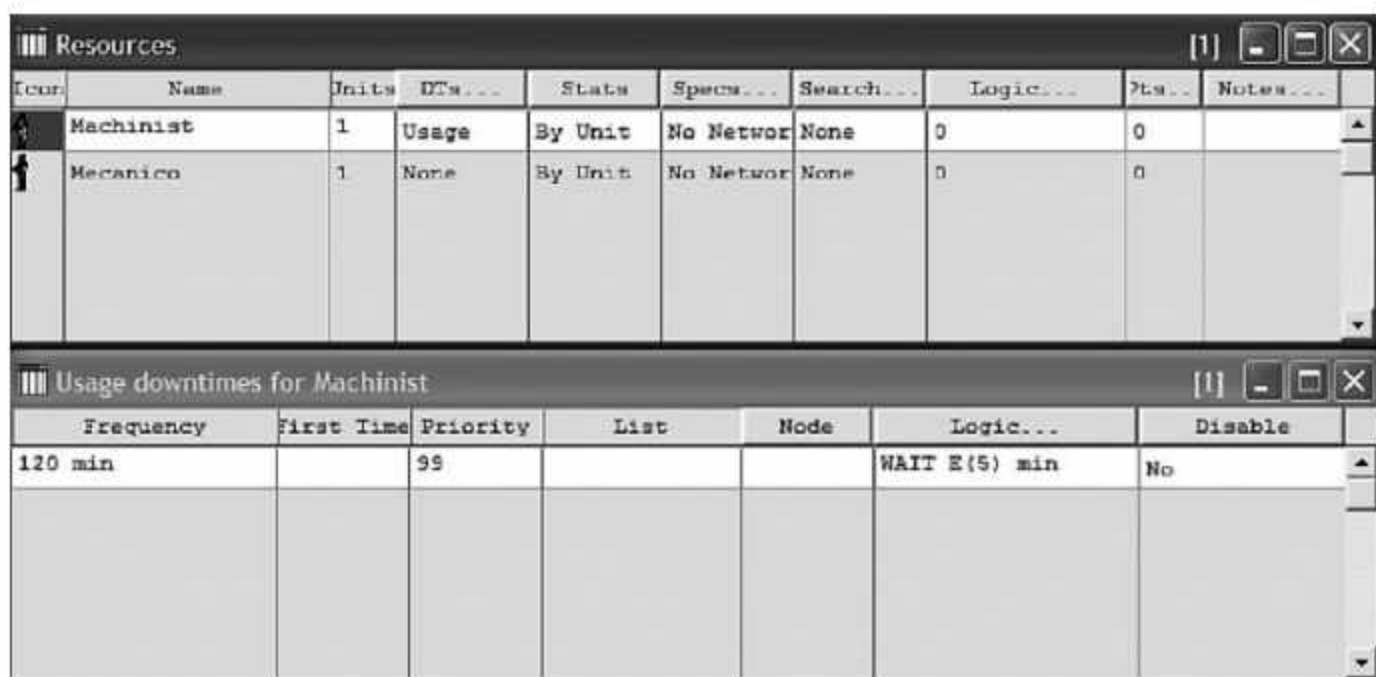 Resources [1]
Icon Name Units DTs... Stats Specs... Search... Logic... Pts... Notes...
Machinist 1 Usage By Unit No Networ None 0 0
Mecanico 1 None By Unit No Networ None 0 0
Usage downtimes for Machinist [1]
Frequency First Time Priority List Node Logic... Disable
120 min 99 WAIT E(5) min No